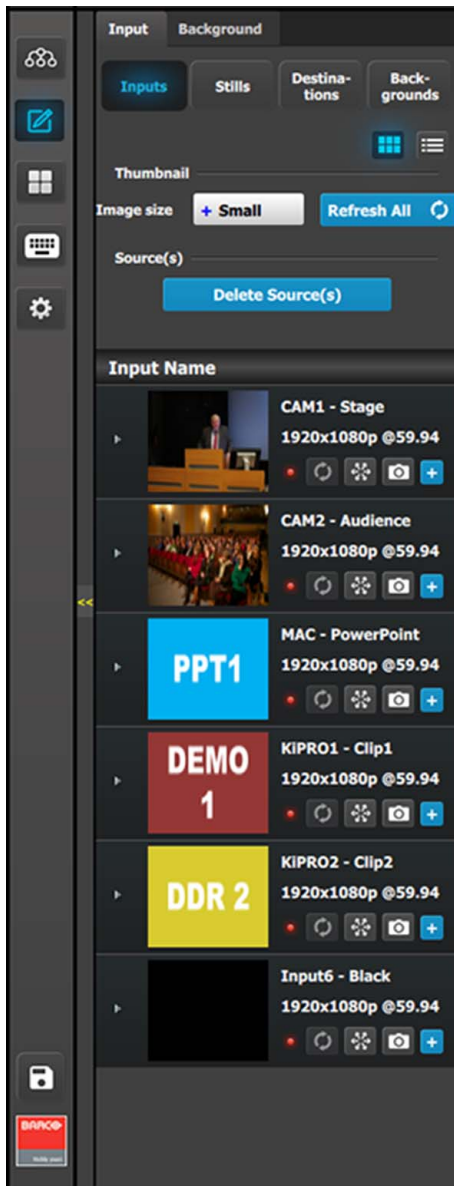 Input Background
Inputs Stills Destina-
tions Back-
grounds
Thumbnail
Image size + Small Refresh All
Source(s)
Delete Source(s)
Input Name
CAM1 - Stage
1920x1080p @59.94
CAM2 - Audience
1920x1080p @59.94
<<
PPT1
MAC - PowerPoint
1920x1080p @59.94
DEMO
1
KiPRO1 - Clip1
1920x1080p @59.94
DDR 2
KiPRO2 - Clip2
1920x1080p @59.94
Input6 - Black
1920x1080p @59.94
BARCO